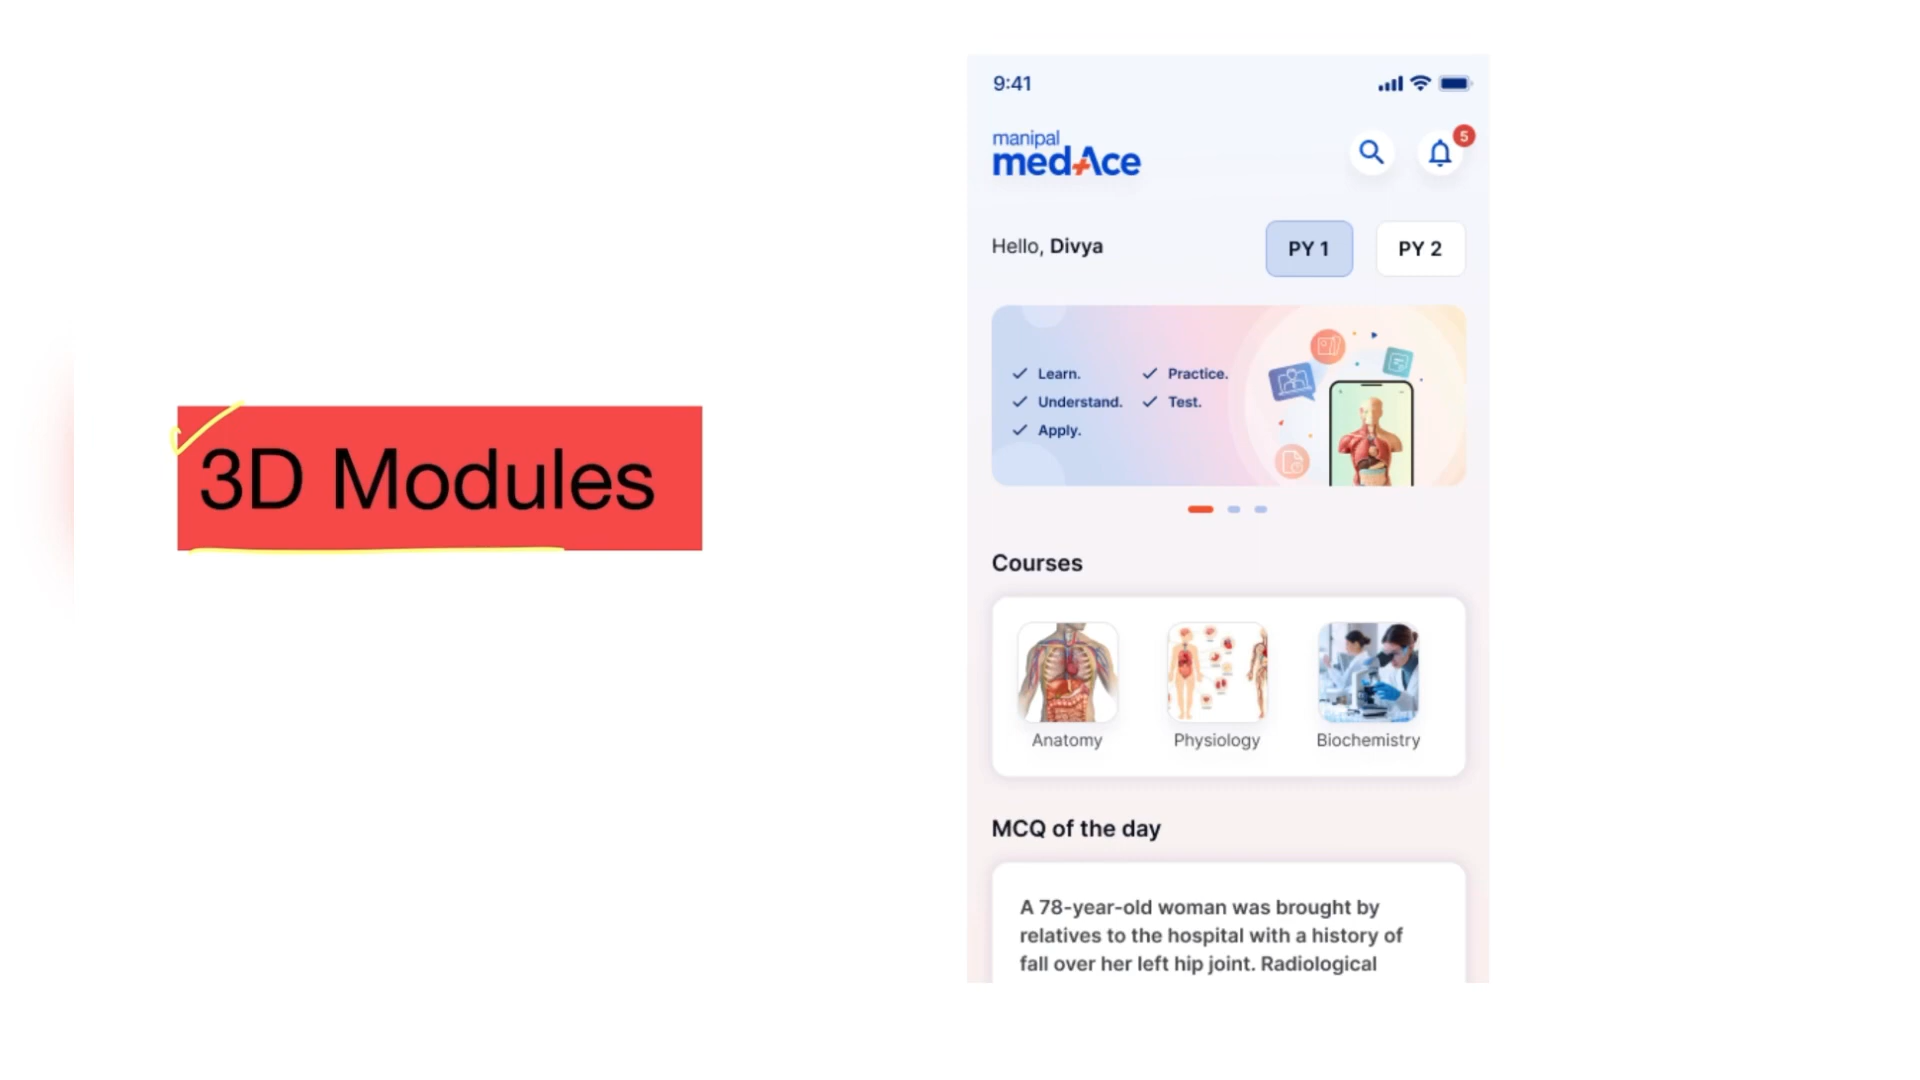 3D Modules
9:41
manipal
medAce
5
Hello, Divya
PY 1
PY 2
Learn.
Practice.
Understand.
Test.
Apply.
Courses
Anatomy
Physiology
Biochemistry
MCQ of the day
A 78-year-old woman was brought by
relatives to the hospital with a history of
fall over her left hip joint. Radiological